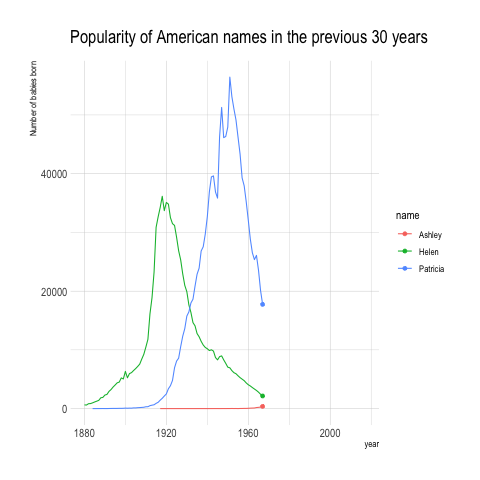 Popularity of American names in the previous 30 years
Number of babies born
40000
20000
0
1880
1920
1960
2000
year
name
Ashley
Helen
Patricia